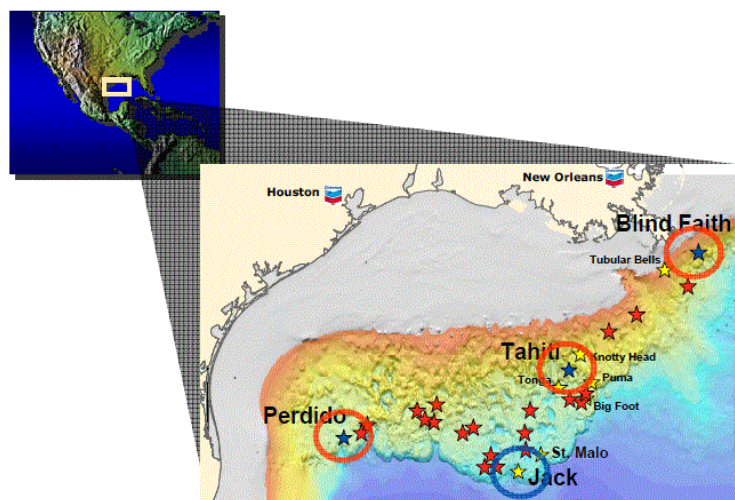 Houston
New Orleans
Blind Faith
Tubular Bells
Tahiti
Knotty Head
Tonga
Puma
Big Foot
Perdido
St. Malo
Jack